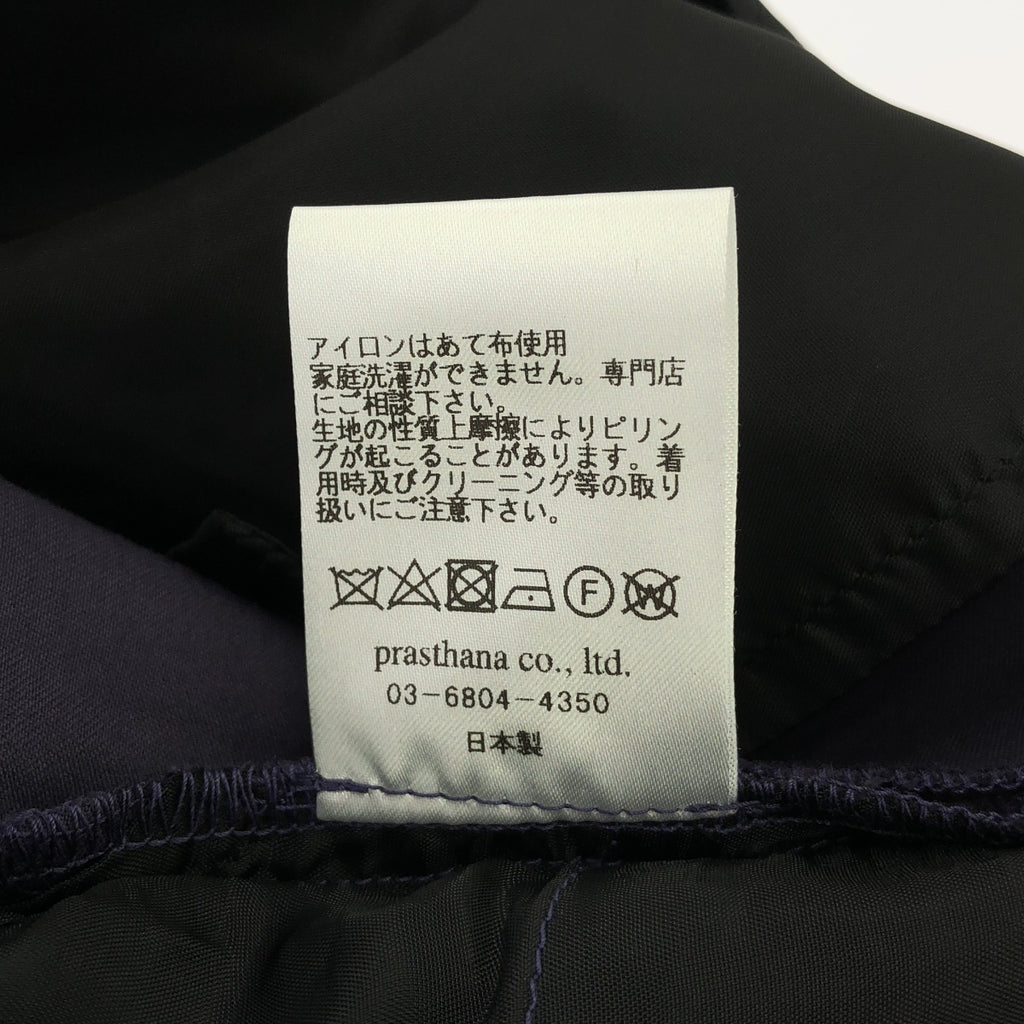 アイロンはあて布使用
家庭洗濯ができません。専門店
にご相談下さい。
生地の性質上摩擦によりピリン
グが起こることがあります。着
用時及びクリーニング等の取り
扱いにご注意下さい。
F W
prasthana co., ltd.
03-6804-4350
日本製